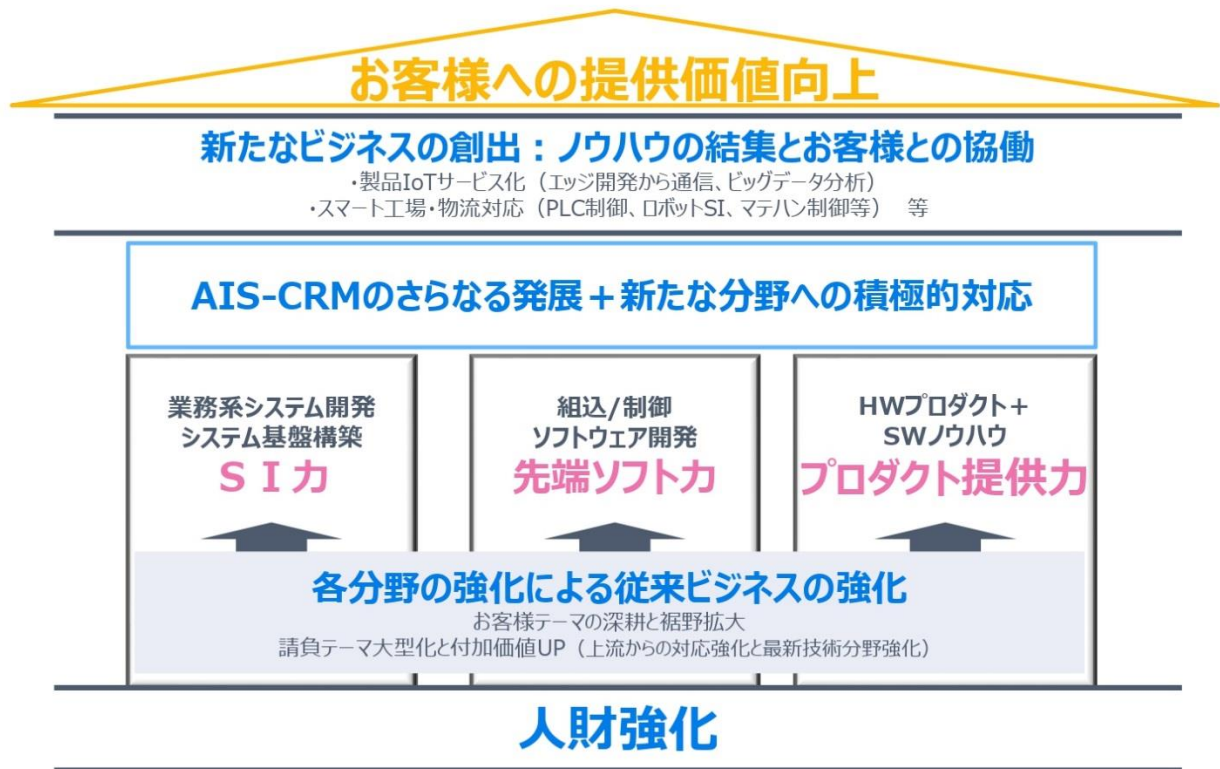 お客様への提供価値向上
新たなビジネスの創出：ノウハウの結集とお客様との協働
・製品IoTサービス化（エッジ開発から通信、ビッグデータ分析）
・スマート工場・物流対応（PLC制御、ロボットSI、マテハン制御等）　等
AIS-CRMのさらなる発展＋新たな分野への積極的対応
業務系システム開発
システム基盤構築
ＳＩ力
組込/制御
ソフトウェア開発
先端ソフト力
HWプロダクト＋
SWノウハウ
プロダクト提供力
各分野の強化による従来ビジネスの強化
お客様テーマの深耕と裾野拡大
請負テーマ大型化と付加価値UP（上流からの対応強化と最新技術分野強化）
人財強化